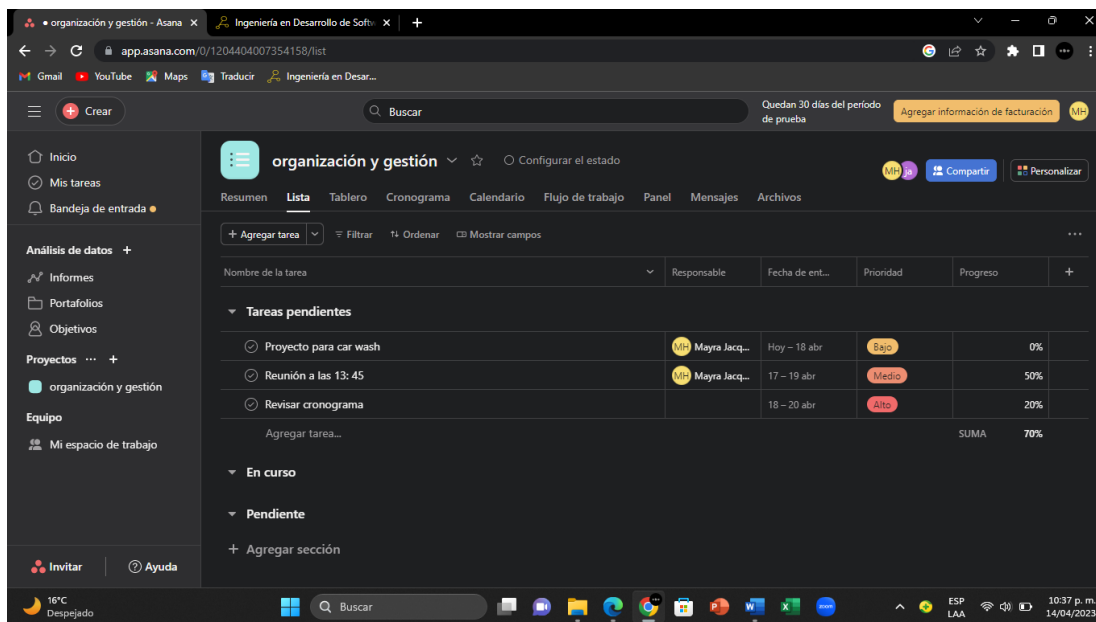 • organización y gestión - Asana
Ingeniería en Desarrollo de Softw
app.asana.com/0/1204404007354158/list
Gmail YouTube Maps Traducir Ingeniería en Desar...
Crear
Buscar
Quedan 30 días del período de prueba
Agregar información de facturación
MH
Inicio
Mis tareas
Bandeja de entrada
Análisis de datos +
Informes
Portafolios
Objetivos
Proyectos ... +
organización y gestión
Equipo
Mi espacio de trabajo
Invitar
Ayuda
organización y gestión
Configurar el estado
MH ja
Compartir
Personalizar
Resumen Lista Tablero Cronograma Calendario Flujo de trabajo Panel Mensajes Archivos
+ Agregar tarea Filtrar Ordenar Mostrar campos ...
Nombre de la tarea Responsable Fecha de ent... Prioridad Progreso +
Tareas pendientes
Proyecto para car wash MH Mayra Jacq... Hoy – 18 abr Bajo 0%
Reunión a las 13: 45 MH Mayra Jacq... 17 – 19 abr Medio 50%
Revisar cronograma 18 – 20 abr Alto 20%
Agregar tarea... SUMA 70%
En curso
Pendiente
+ Agregar sección
16°C
Despejado
Buscar
zoom
ESP
LAA
10:37 p. m.
14/04/2023